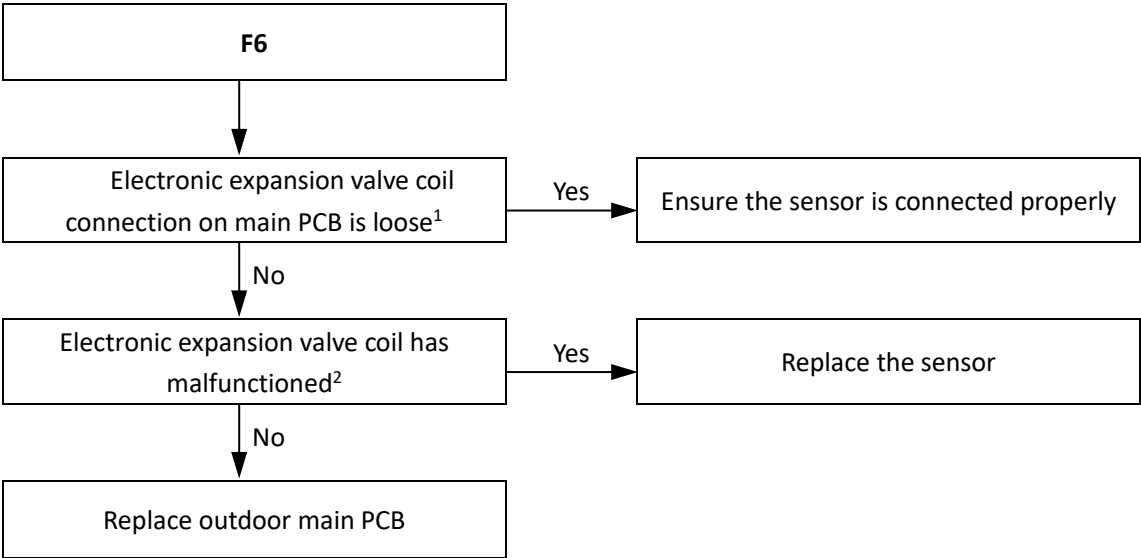 F6
Electronic expansion valve coil
connection on main PCB is loose¹
Yes
Ensure the sensor is connected properly
No
Electronic expansion valve coil has
malfunctioned²
Yes
Replace the sensor
No
Replace outdoor main PCB